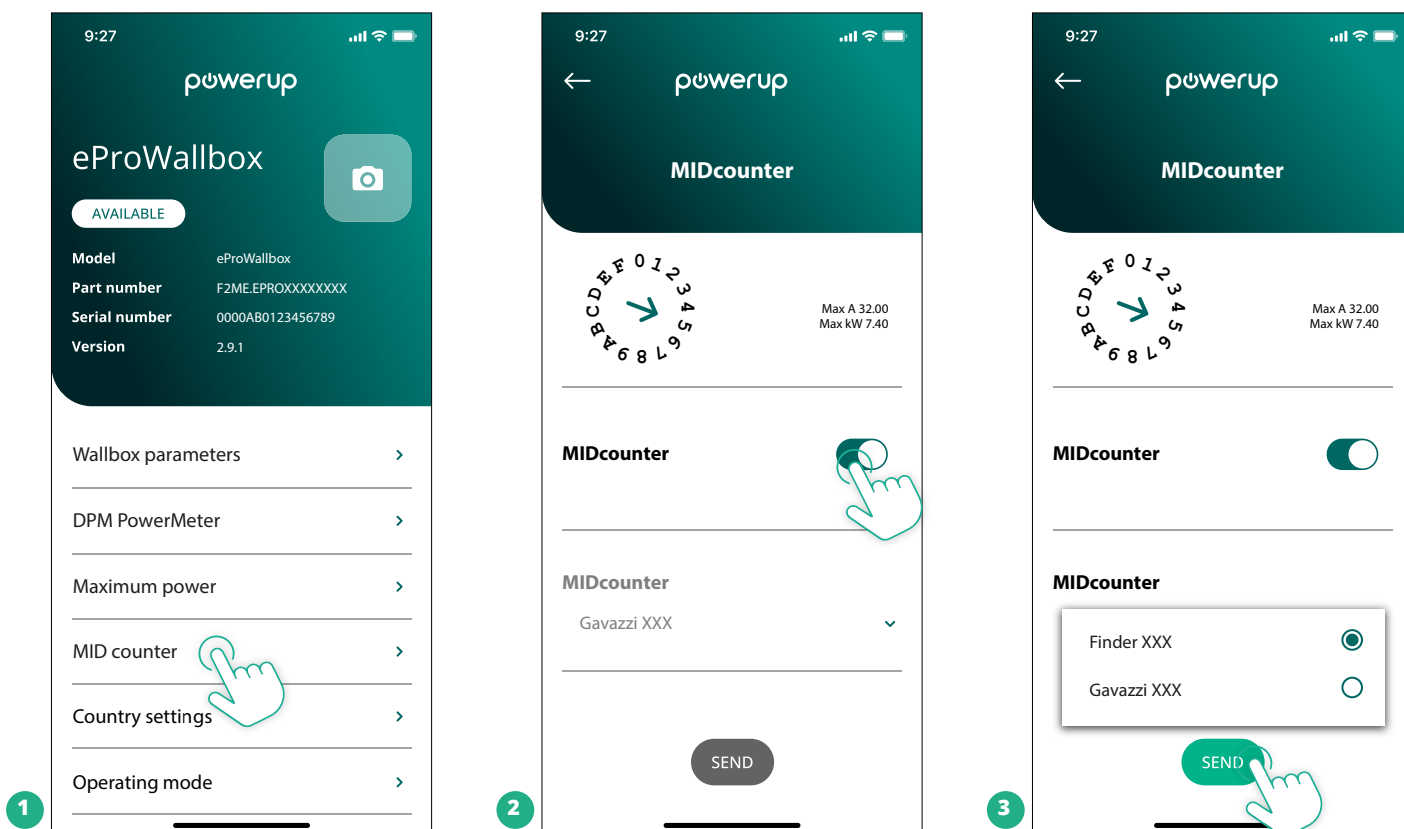 9:27
powerup
eProWallbox
AVAILABLE
Model eProWallbox
Part number F2ME.EPROXXXXXXXX
Serial number 0000AB0123456789
Version 2.9.1
Wallbox parameters
DPM PowerMeter
Maximum power
MID counter
Country settings
Operating mode
1
9:27
powerup
MIDcounter
0 1 2 3 4 5 6 7 8 9 A B C D E F
Max A 32.00
Max kW 7.40
MIDcounter
MIDcounter
Gavazzi XXX
SEND
2
9:27
powerup
MIDcounter
0 1 2 3 4 5 6 7 8 9 A B C D E F
Max A 32.00
Max kW 7.40
MIDcounter
MIDcounter
Finder XXX
Gavazzi XXX
SEND
3